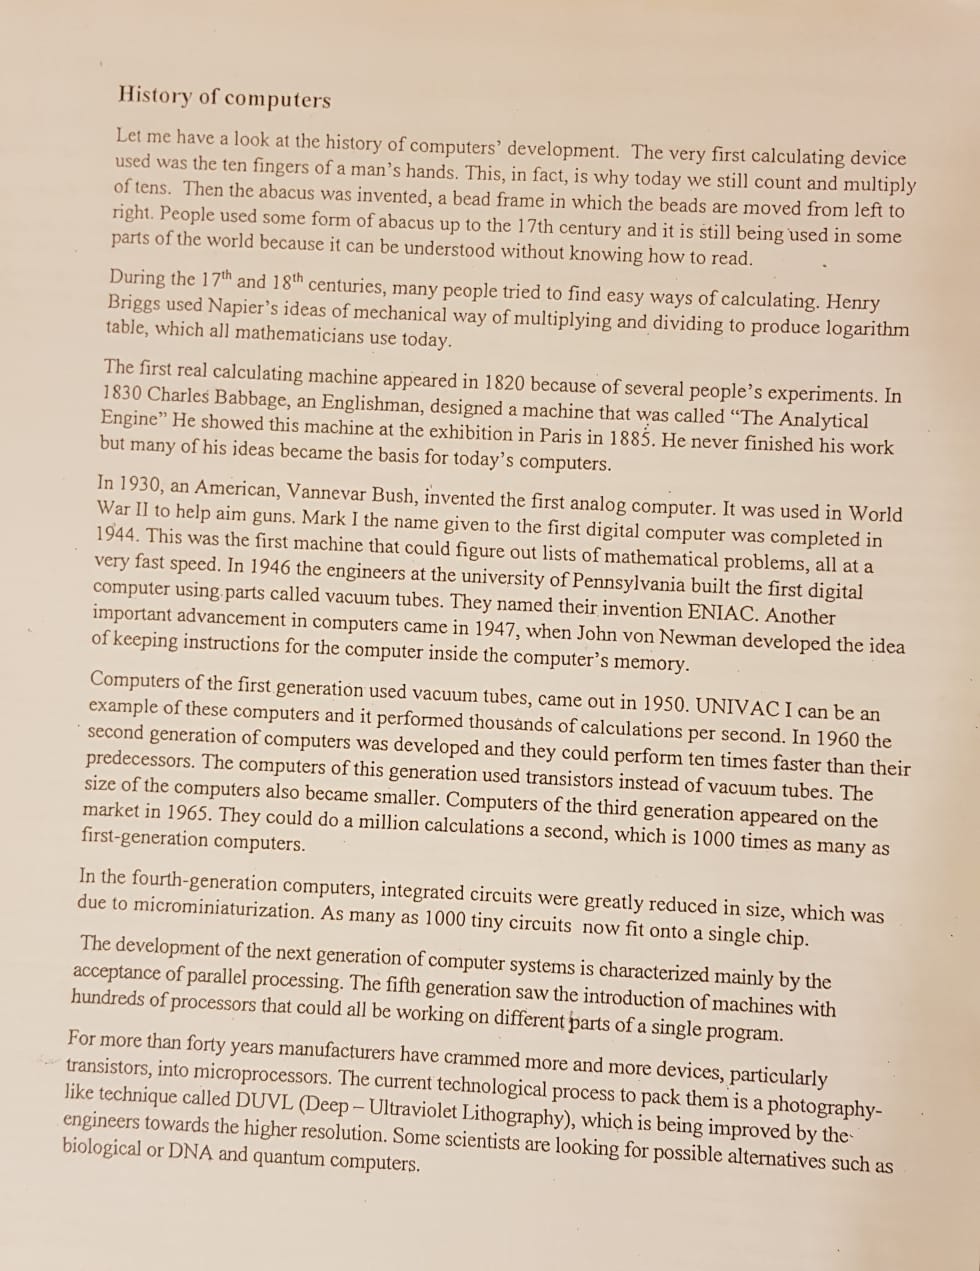 History of computers
Let me have a look at the history of computers’ development. The very first calculating device
used was the ten fingers of a man’s hands. This, in fact, is why today we still count and multiply
of tens. Then the abacus was invented, a bead frame in which the beads are moved from left to
right. People used some form of abacus up to the 17th century and it is still being used in some
parts of the world because it can be understood without knowing how to read.
During the 17th and 18th centuries, many people tried to find easy ways of calculating. Henry
Briggs used Napier’s ideas of mechanical way of multiplying and dividing to produce logarithm
table, which all mathematicians use today.
The first real calculating machine appeared in 1820 because of several people’s experiments. In
1830 Charles Babbage, an Englishman, designed a machine that was called “The Analytical
Engine” He showed this machine at the exhibition in Paris in 1885. He never finished his work
but many of his ideas became the basis for today’s computers.
In 1930, an American, Vannevar Bush, invented the first analog computer. It was used in World
War II to help aim guns. Mark I the name given to the first digital computer was completed in
1944. This was the first machine that could figure out lists of mathematical problems, all at a
very fast speed. In 1946 the engineers at the university of Pennsylvania built the first digital
computer using parts called vacuum tubes. They named their invention ENIAC. Another
important advancement in computers came in 1947, when John von Newman developed the idea
of keeping instructions for the computer inside the computer’s memory.
Computers of the first generation used vacuum tubes, came out in 1950. UNIVAC I can be an
example of these computers and it performed thousands of calculations per second. In 1960 the
second generation of computers was developed and they could perform ten times faster than their
predecessors. The computers of this generation used transistors instead of vacuum tubes. The
size of the computers also became smaller. Computers of the third generation appeared on the
market in 1965. They could do a million calculations a second, which is 1000 times as many as
first-generation computers.
In the fourth-generation computers, integrated circuits were greatly reduced in size, which was
due to microminiaturization. As many as 1000 tiny circuits now fit onto a single chip.
The development of the next generation of computer systems is characterized mainly by the
acceptance of parallel processing. The fifth generation saw the introduction of machines with
hundreds of processors that could all be working on different parts of a single program.
For more than forty years manufacturers have crammed more and more devices, particularly
transistors, into microprocessors. The current technological process to pack them is a photography-
like technique called DUVL (Deep – Ultraviolet Lithography), which is being improved by the
engineers towards the higher resolution. Some scientists are looking for possible alternatives such as
biological or DNA and quantum computers.